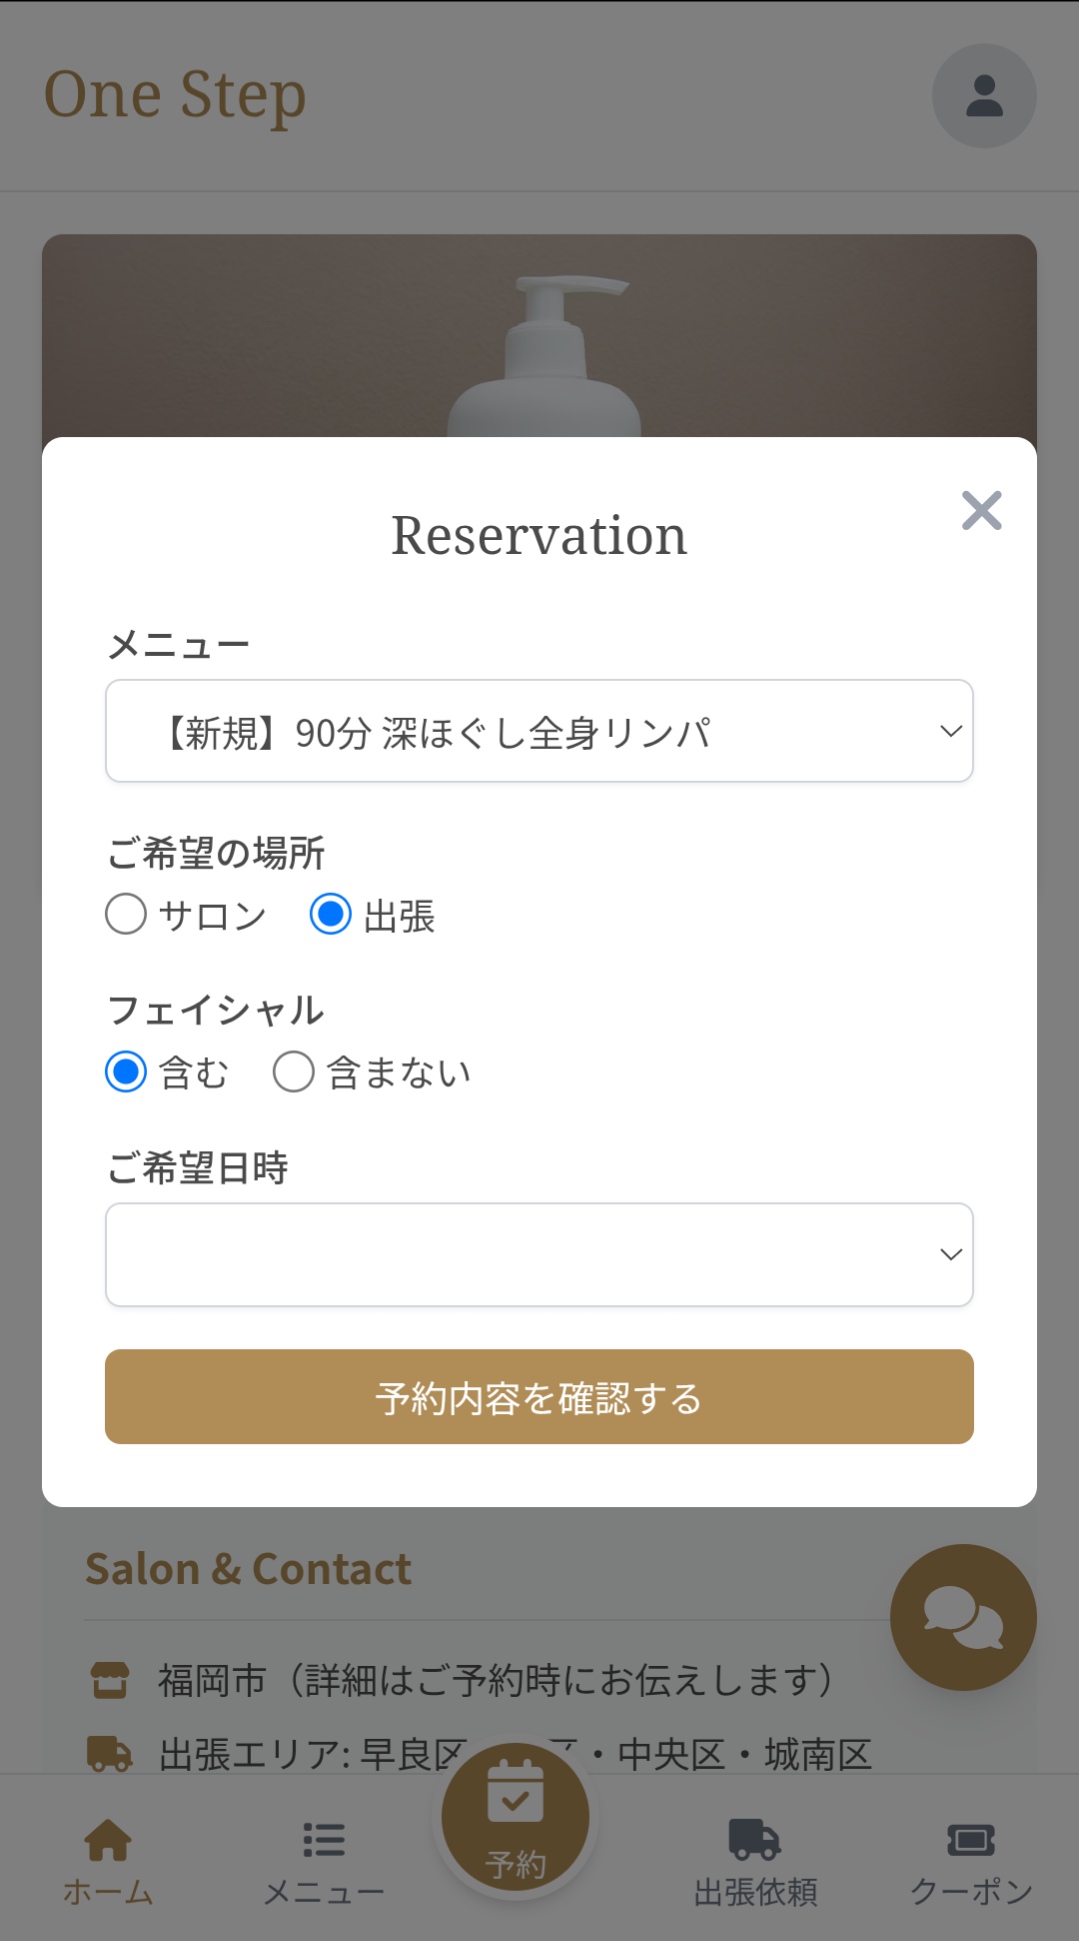 One Step
Reservation
メニュー
【新規】90分 深ほぐし全身リンパ
ご希望の場所
サロン 出張
フェイシャル
含む 含まない
ご希望日時
予約内容を確認する
Salon & Contact
福岡市（詳細はご予約時にお伝えします）
出張エリア: 早良区・中央区・城南区
ホーム メニュー 予約 出張依頼 クーポン